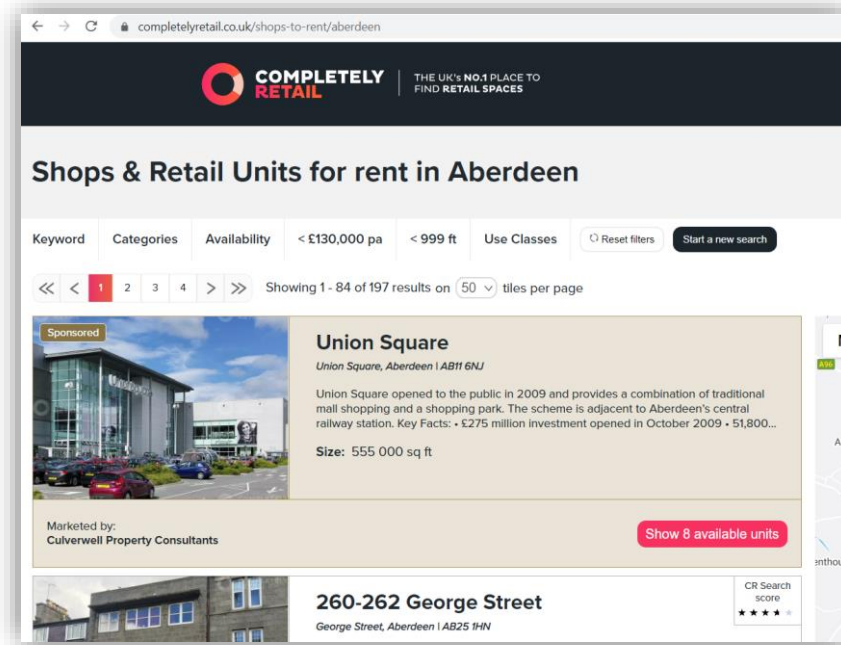 completelyretail.co.uk/shops-to-rent/aberdeen
COMPLETELY
RETAIL
THE UK's NO.1 PLACE TO
FIND RETAIL SPACES
Shops & Retail Units for rent in Aberdeen
Keyword Categories Availability < £130,000 pa < 999 ft Use Classes Reset filters Start a new search
1 2 3 4 Showing 1 - 84 of 197 results on 50 tiles per page
Sponsored
Union Square
Union Square, Aberdeen | AB11 6NJ
Union Square opened to the public in 2009 and provides a combination of traditional
mall shopping and a shopping park. The scheme is adjacent to Aberdeen's central
railway station. Key Facts: • £275 million investment opened in October 2009 • 51,800...
Size: 555 000 sq ft
Marketed by:
Culverwell Property Consultants
Show 8 available units
A96
CR Search
score
260-262 George Street
George Street, Aberdeen | AB25 1HN